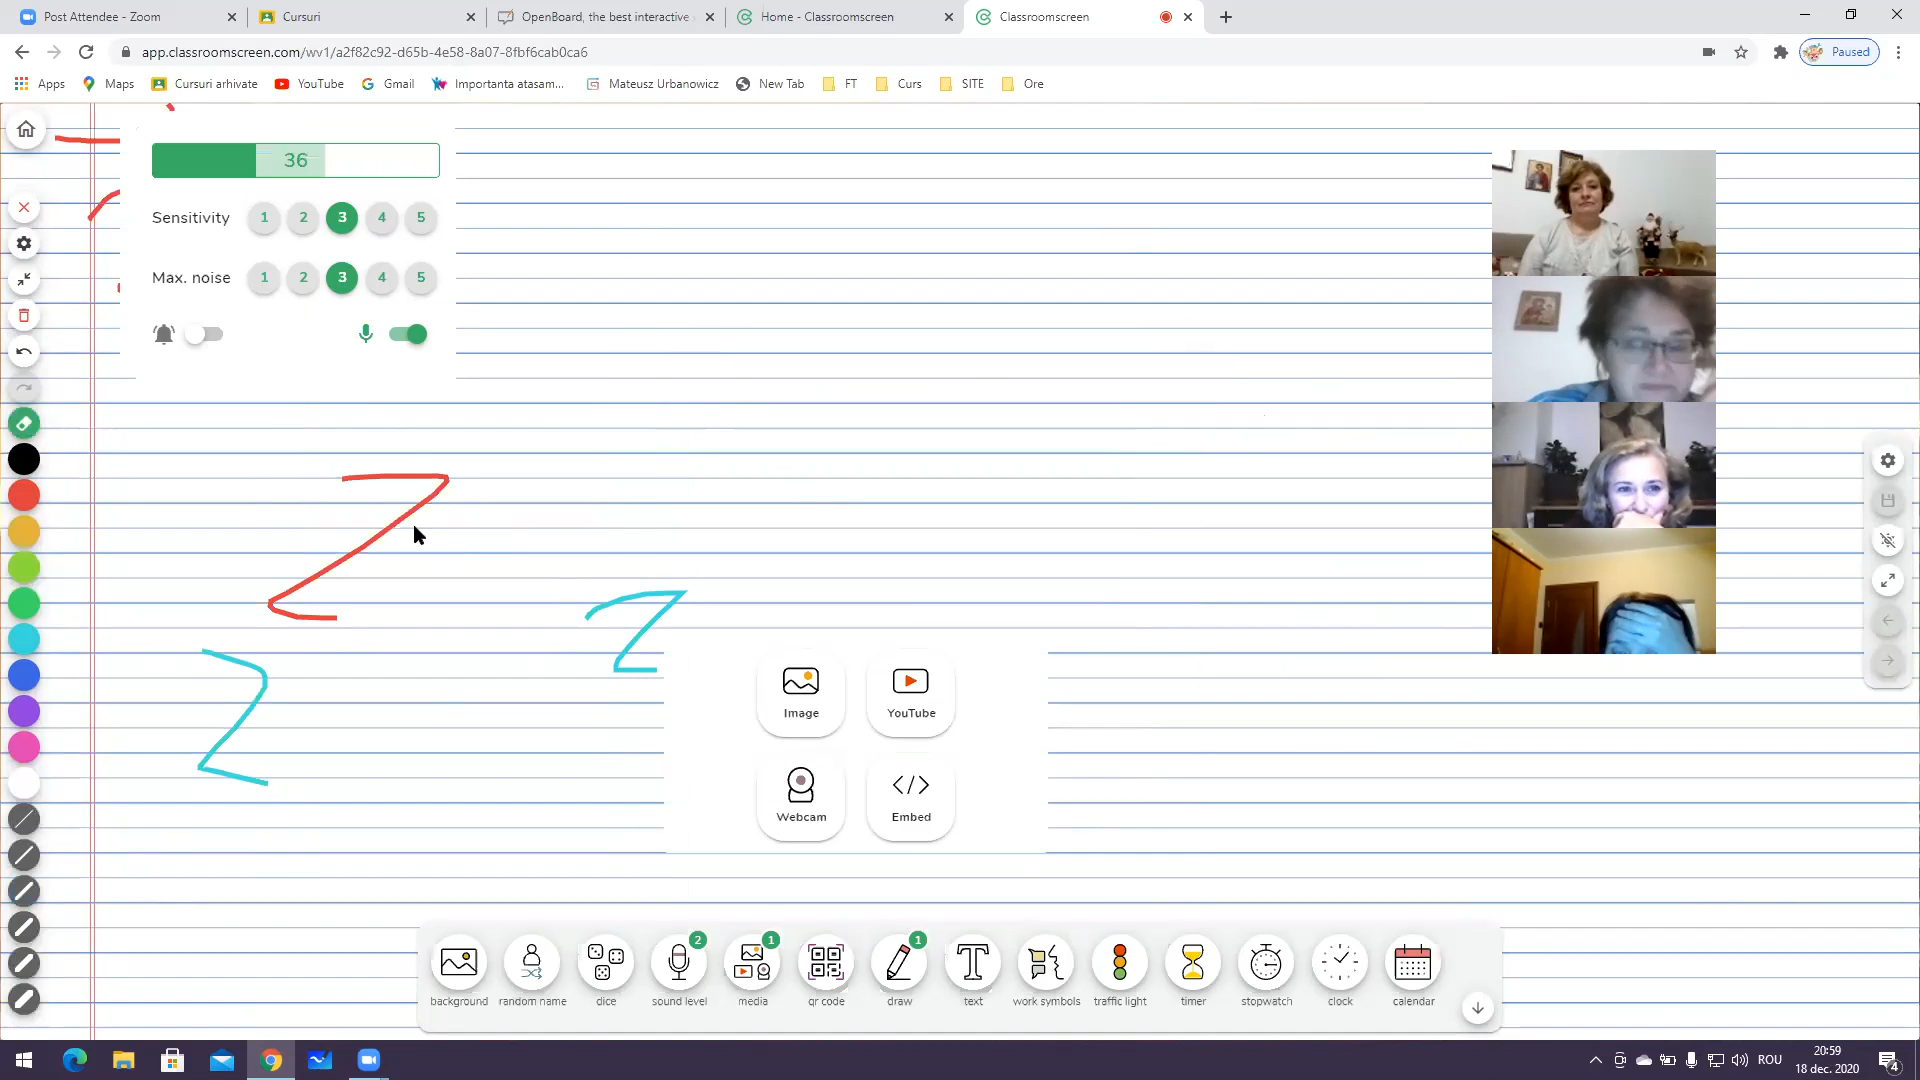 Post Attendee - Zoom
Cursuri
OpenBoard, the best interactive
Home - Classroomscreen
Classroomscreen
app.classroomscreen.com/wv1/a2f82c92-d65b-4e58-8a07-8fbf6cab0ca6
Paused
Apps
Maps
Cursuri arhivate
YouTube
Gmail
Importanta atasam...
Mateusz Urbanowicz
New Tab
FT
Curs
SITE
Ore
36
Sensitivity 1 2 3 4 5
Max. noise 1 2 3 4 5
Image
YouTube
Webcam
Embed
2
1
1
background
random name
dice
sound level
media
qr code
draw
text
work symbols
traffic light
timer
stopwatch
clock
calendar
ROU
20:59
18 dec. 2020
4